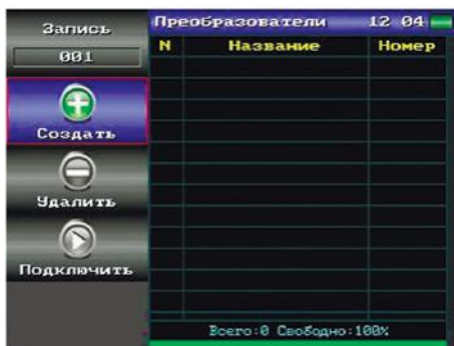 Запись
001
Создать
Удалить
Подключить
Преобразователи 12 04
N Название Номер
Всего:0 Свободно:100%